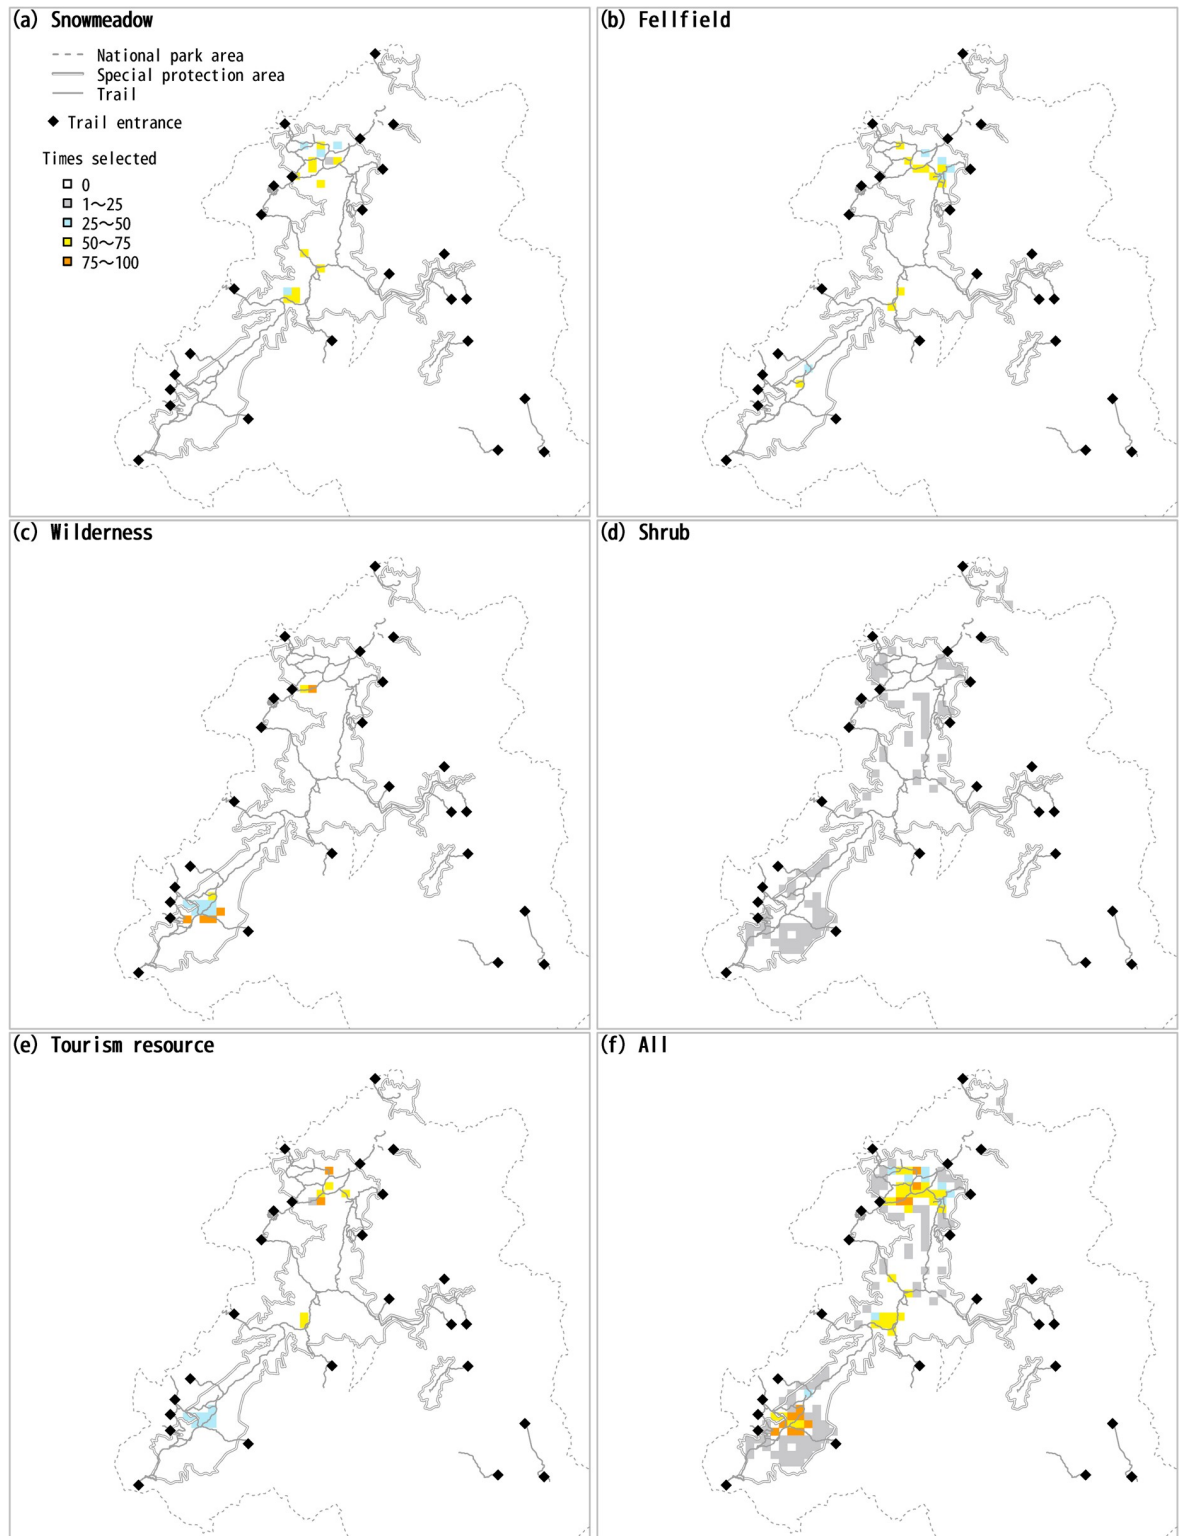 (a) Snowmeadow
National park area
Special protection area
Trail
Trail entrance
Times selected
0
1～25
25～50
50～75
75～100
(b) Fellfield
(c) Wilderness
(d) Shrub
(e) Tourism resource
(f) All